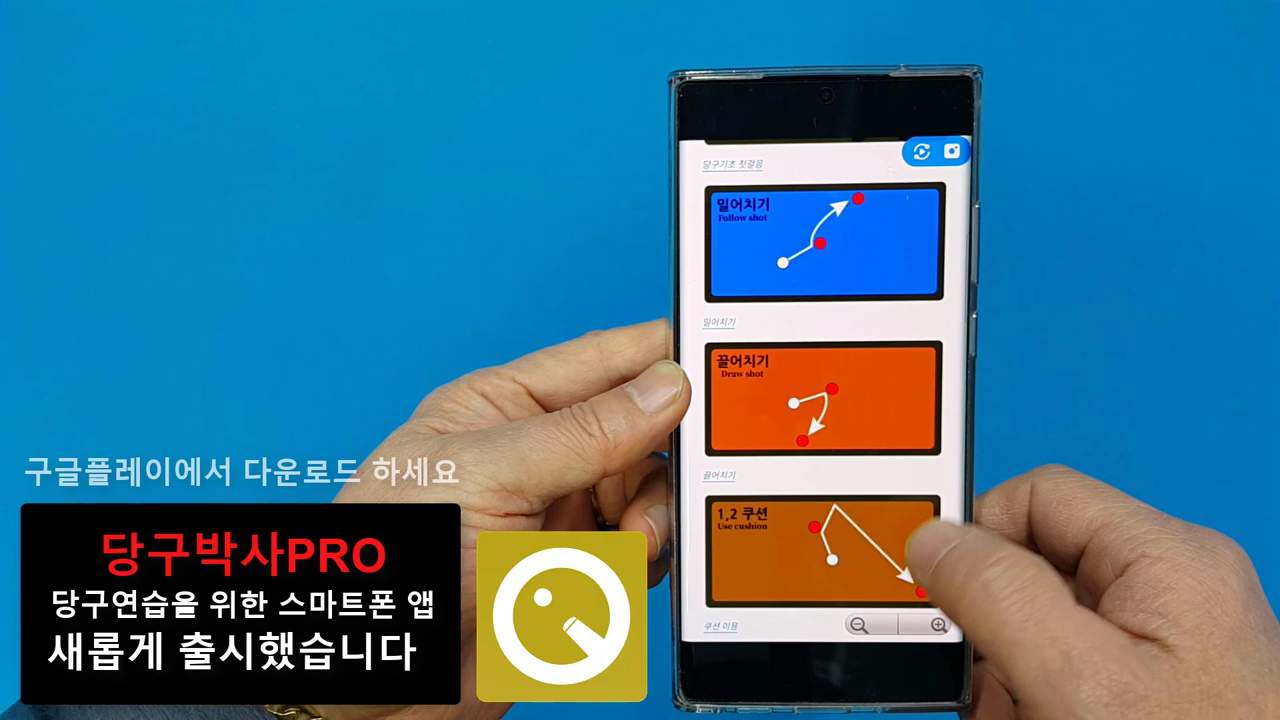 당구기초 첫걸음
밀어치기
Follow shot
밀어치기
끌어치기
Draw shot
끌어치기
1,2 쿠션
Use cushion
쿠션 이용
구글플레이에서 다운로드 하세요
당구박사PRO
당구연습을 위한 스마트폰 앱
새롭게 출시했습니다